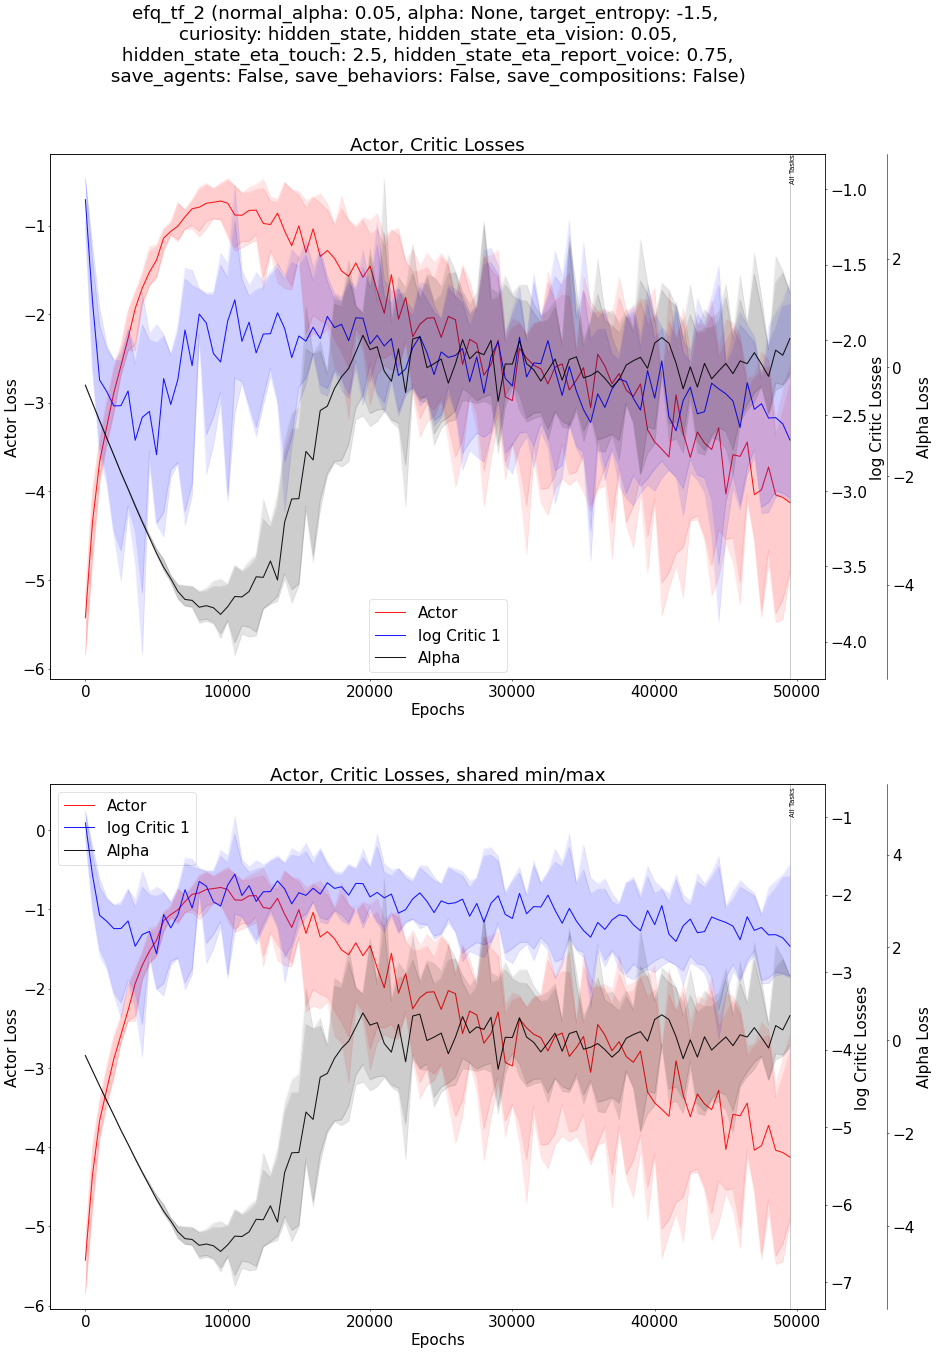 efq_tf_2 (normal_alpha: 0.05, alpha: None, target_entropy: -1.5,
curiosity: hidden_state, hidden_state_eta_vision: 0.05,
hidden_state_eta_touch: 2.5, hidden_state_eta_report_voice: 0.75,
save_agents: False, save_behaviors: False, save_compositions: False)
Actor, Critic Losses
All Tasks
Actor Loss
−1
−2
−3
−4
−5
−6
−1.0
−1.5
−2.0
−2.5
−3.0
−3.5
−4.0
log Critic Losses
2
0
−2
−4
Alpha Loss
Actor
log Critic 1
Alpha
0
10000
20000
30000
40000
50000
Epochs
Actor, Critic Losses, shared min/max
All Tasks
Actor
log Critic 1
Alpha
Actor Loss
0
−1
−2
−3
−4
−5
−6
−1
−2
−3
−4
−5
−6
−7
log Critic Losses
4
2
0
−2
−4
Alpha Loss
0
10000
20000
30000
40000
50000
Epochs